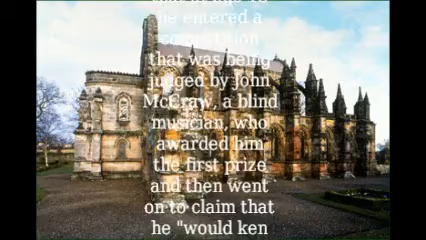 he entered a
competition
that was being
judged by John
McCraw, a blind
musician, who
awarded him
the first prize
and then went
on to claim that
he "would ken